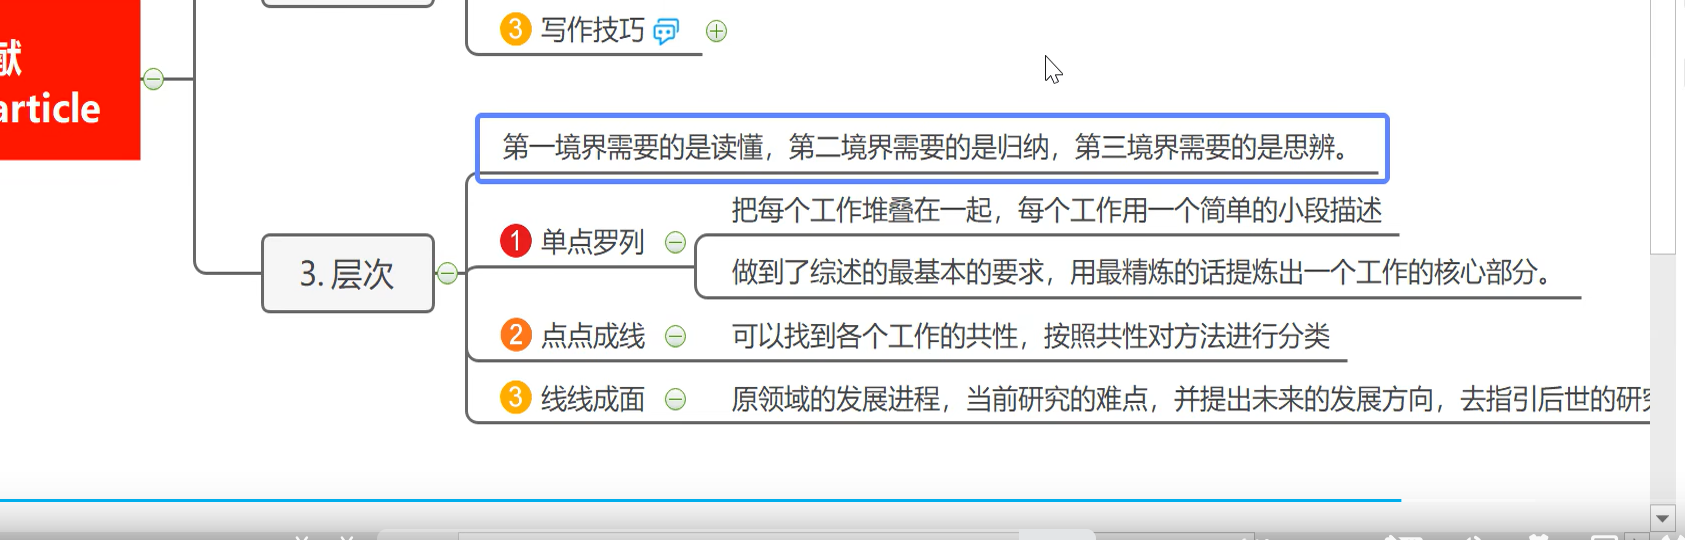 3 写作技巧
献
article
第一境界需要的是读懂，第二境界需要的是归纳，第三境界需要的是思辨。
把每个工作堆叠在一起，每个工作用一个简单的小段描述
1 单点罗列
3. 层次
做到了综述的最基本的要求，用最精炼的话提炼出一个工作的核心部分。
2 点点成线
可以找到各个工作的共性，按照共性对方法进行分类
3 线线成面
原领域的发展进程，当前研究的难点，并提出未来的发展方向，去指引后世的研